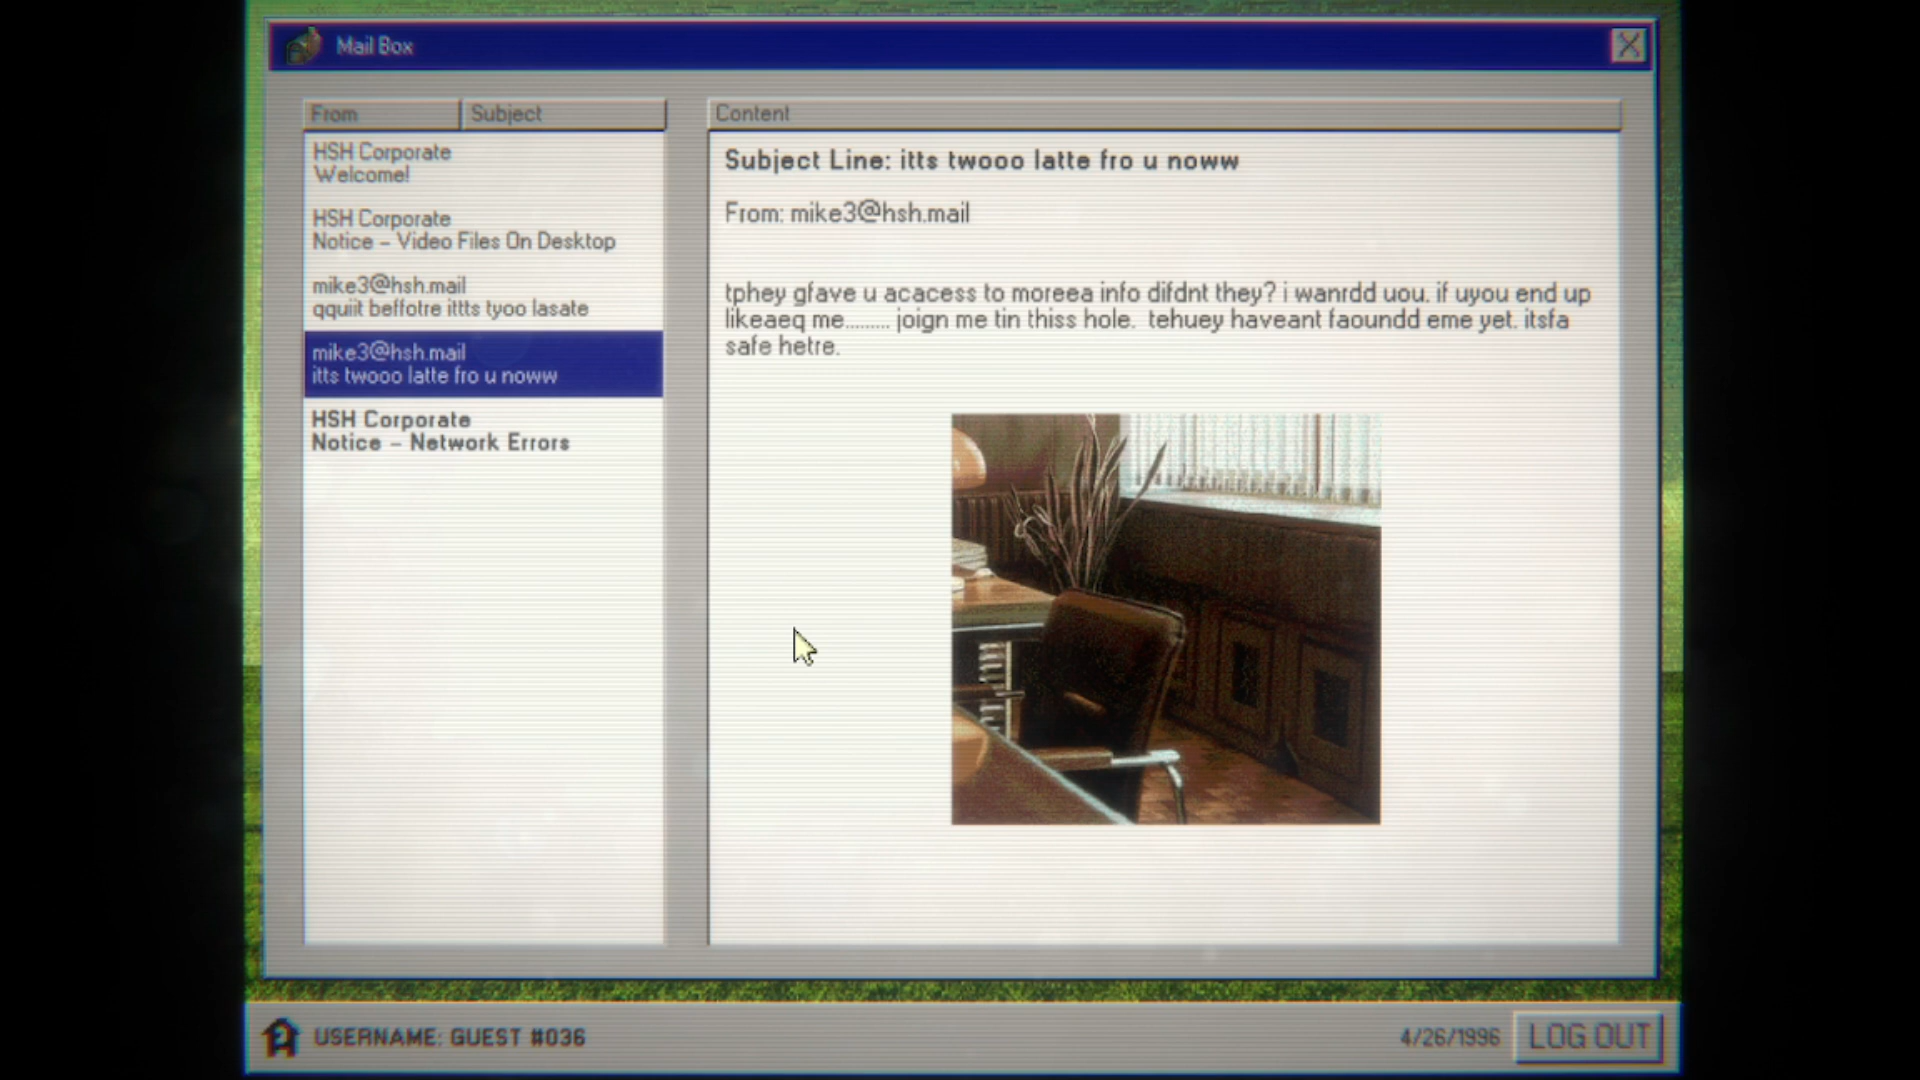 Mail Box
From Subject
HSH Corporate
Welcome!
HSH Corporate
Notice - Video Files On Desktop
mike3@hsh.mail
qquiit beffotre ittts tyoo lasate
mike3@hsh.mail
itts twooo latte fro u noww
HSH Corporate
Notice - Network Errors
Content
Subject Line: itts twooo latte fro u noww
From: mike3@hsh.mail
tphey gfave u acacess to moreea info difdnt they? i wanrdd uou. if uyou end up
likeaeq me......... joign me tin thiss hole. tehuey haveant faoundd eme yet. itsfa
safe hetre.
USERNAME: GUEST #036
4/26/1996
LOG OUT